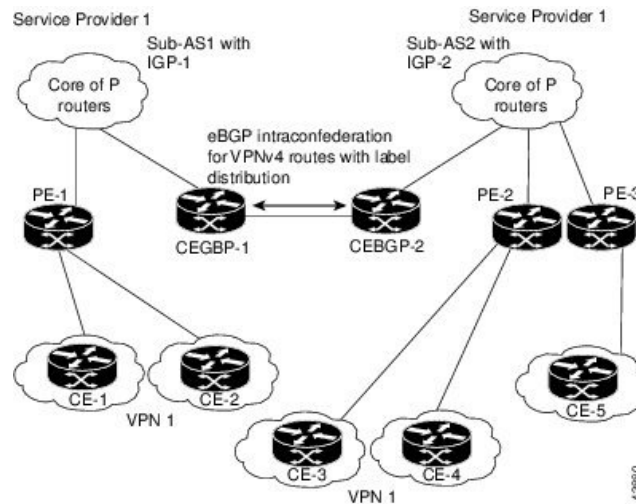 Service Provider 1
Service Provider 1
Sub-AS1 with
IGP-1
Sub-AS2 with
IGP-2
Core of P
routers
Core of P
routers
eBGP intraconfederation
for VPNv4 routes with label
distribution
PE-1
PE-2
PE-3
CEGBP-1
CEBGP-2
CE-1
CE-2
VPN 1
CE-5
CE-3
CE-4
VPN 1